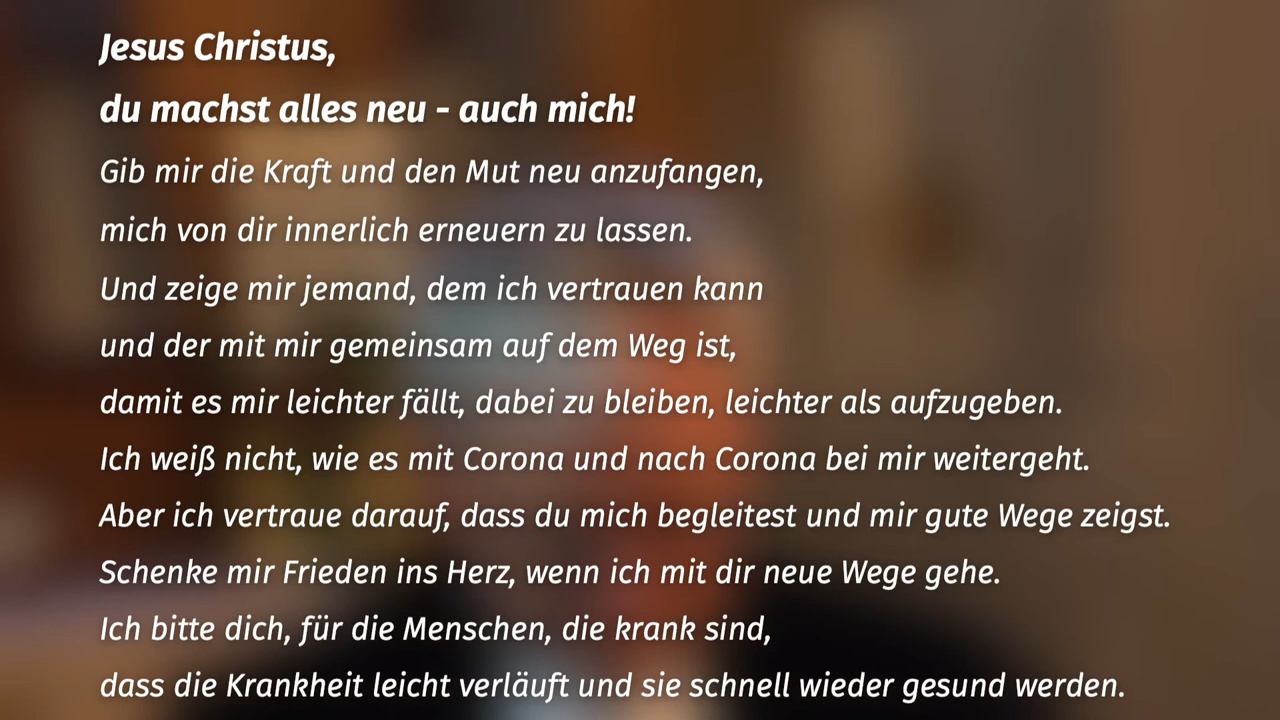 Jesus Christus,
du machst alles neu - auch mich!
Gib mir die Kraft und den Mut neu anzufangen,
mich von dir innerlich erneuern zu lassen.
Und zeige mir jemand, dem ich vertrauen kann
und der mit mir gemeinsam auf dem Weg ist,
damit es mir leichter fällt, dabei zu bleiben, leichter als aufzugeben.
Ich weiß nicht, wie es mit Corona und nach Corona bei mir weitergeht.
Aber ich vertraue darauf, dass du mich begleitest und mir gute Wege zeigst.
Schenke mir Frieden ins Herz, wenn ich mit dir neue Wege gehe.
Ich bitte dich, für die Menschen, die krank sind,
dass die Krankheit leicht verläuft und sie schnell wieder gesund werden.